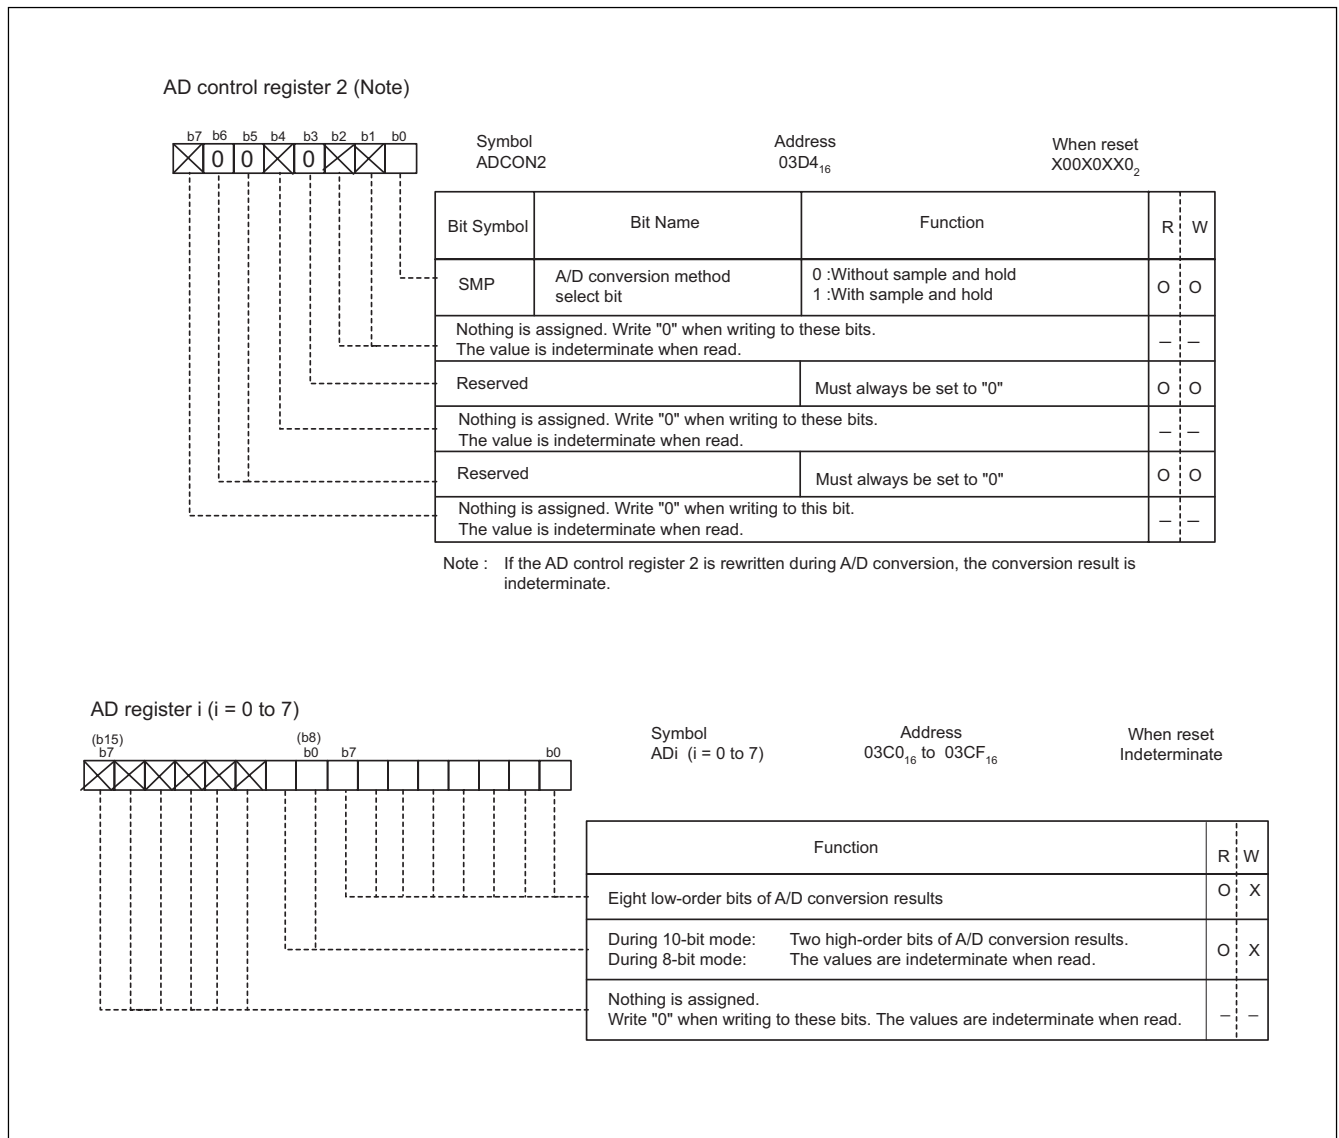 AD control register 2 (Note)
b7 b6 b5 b4 b3 b2 b1 b0
0 0 0
Symbol Address When reset
ADCON2 03D4₁₆ X00X0XX0₂
Bit Symbol Bit Name Function R W
SMP A/D conversion method select bit 0 :Without sample and hold O O
1 :With sample and hold
Nothing is assigned. Write "0" when writing to these bits.
The value is indeterminate when read. – –
Reserved Must always be set to "0" O O
Nothing is assigned. Write "0" when writing to these bits.
The value is indeterminate when read. – –
Reserved Must always be set to "0" O O
Nothing is assigned. Write "0" when writing to this bit.
The value is indeterminate when read. – –
Note : If the AD control register 2 is rewritten during A/D conversion, the conversion result is
indeterminate.
AD register i (i = 0 to 7)
(b15) (b8)
b7 b0 b7 b0
Symbol Address When reset
ADi (i = 0 to 7) 03C0₁₆ to 03CF₁₆ Indeterminate
Function R W
Eight low-order bits of A/D conversion results O X
During 10-bit mode: Two high-order bits of A/D conversion results.
During 8-bit mode: The values are indeterminate when read. O X
Nothing is assigned.
Write "0" when writing to these bits. The values are indeterminate when read. – –